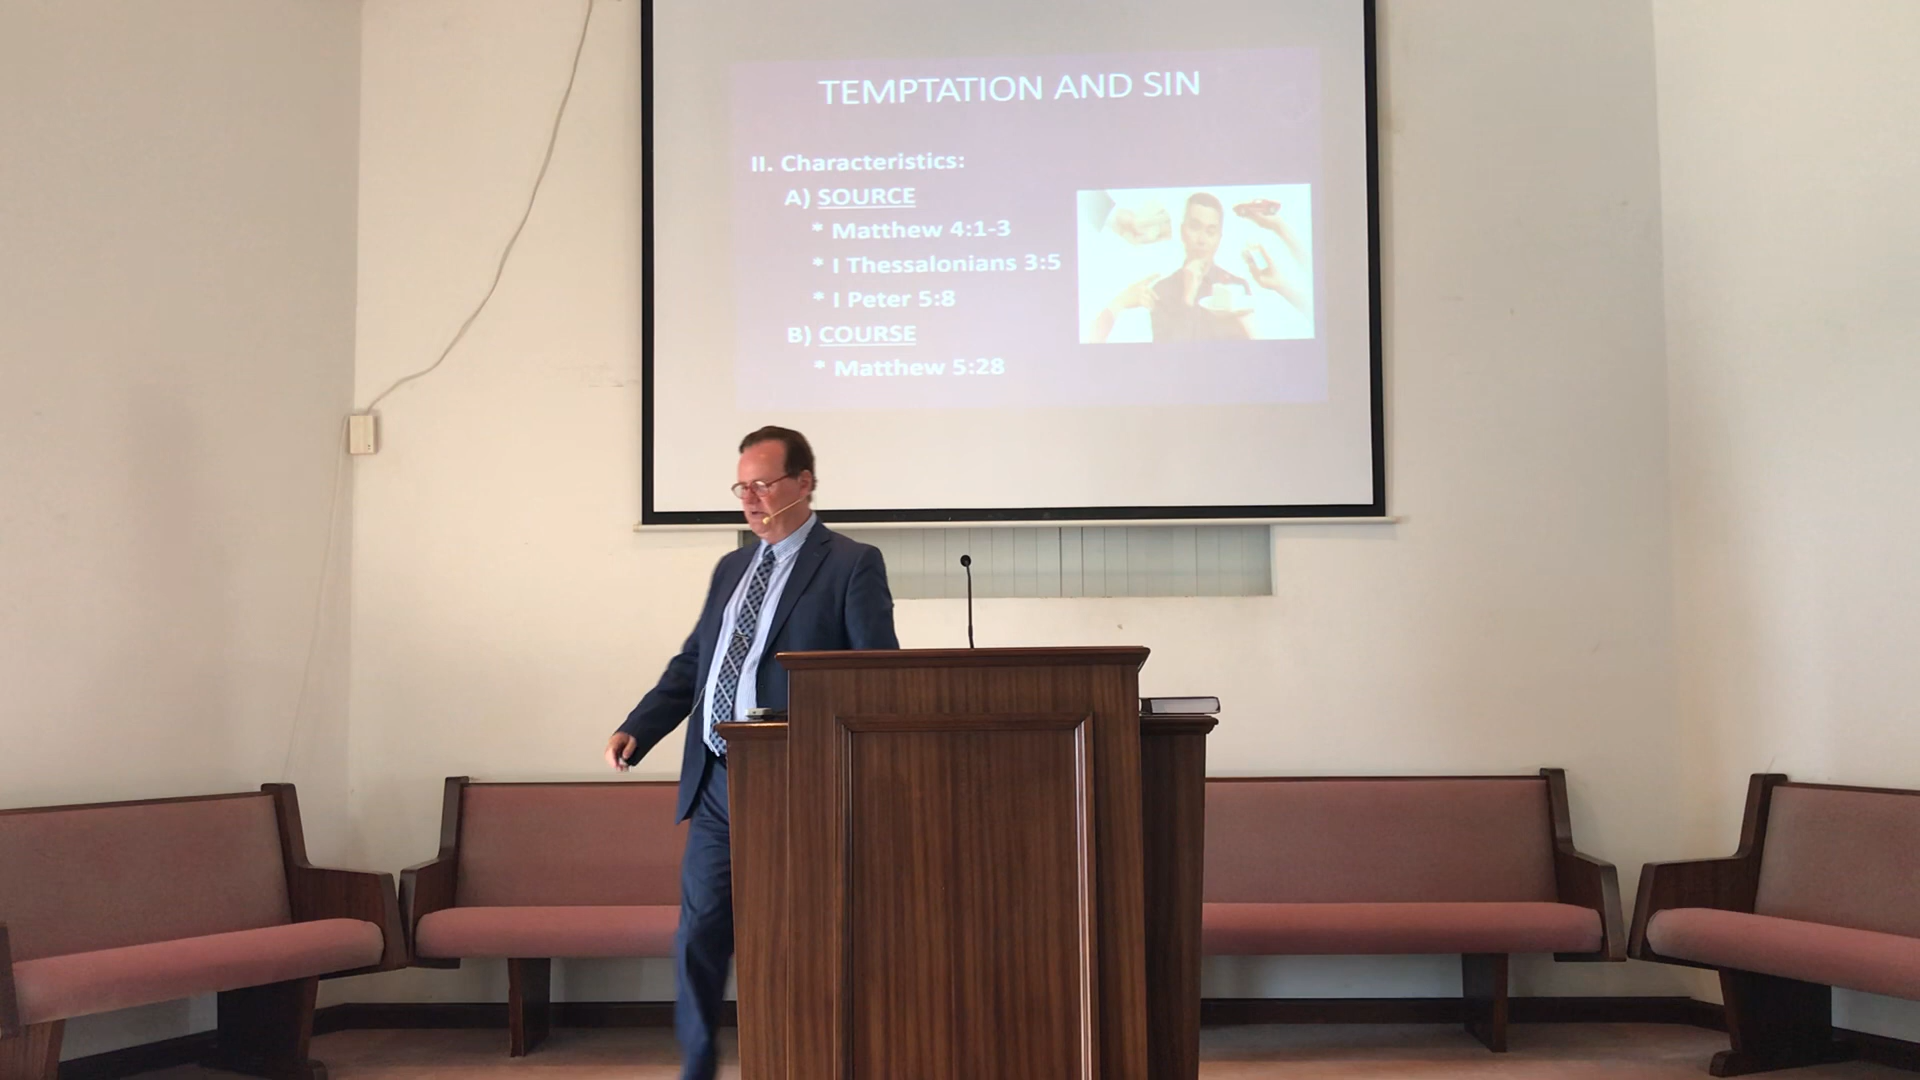 TEMPTATION AND SIN
II. Characteristics:
A) SOURCE
* Matthew 4:1-3
* I Thessalonians 3:5
* I Peter 5:8
B) COURSE
* Matthew 5:28